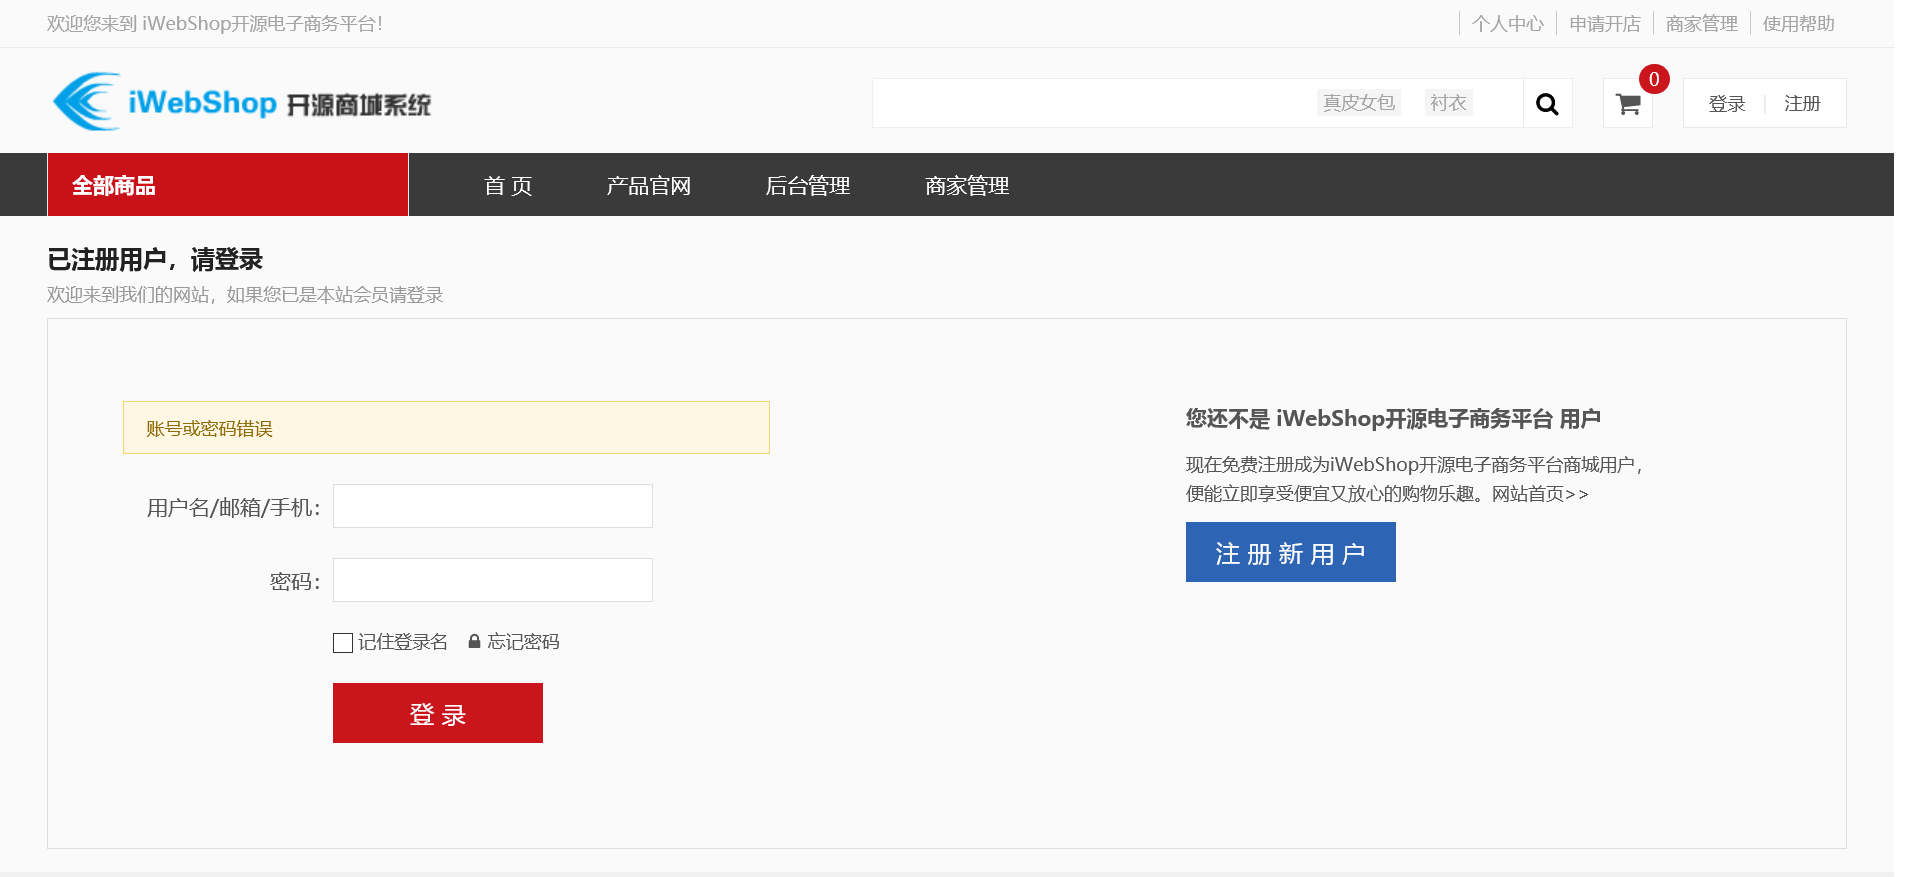 欢迎您来到 iWebShop开源电子商务平台！
个人中心 申请开店 商家管理 使用帮助
iWebShop 开源商城系统
真皮女包 衬衣
0
登录 注册
全部商品 首 页 产品官网 后台管理 商家管理
已注册用户，请登录
欢迎来到我们的网站，如果您已是本站会员请登录
账号或密码错误
用户名/邮箱/手机：
密码：
记住登录名 忘记密码
登 录
您还不是 iWebShop开源电子商务平台 用户
现在免费注册成为iWebShop开源电子商务平台商城用户，
便能立即享受便宜又放心的购物乐趣。网站首页>>
注 册 新 用 户